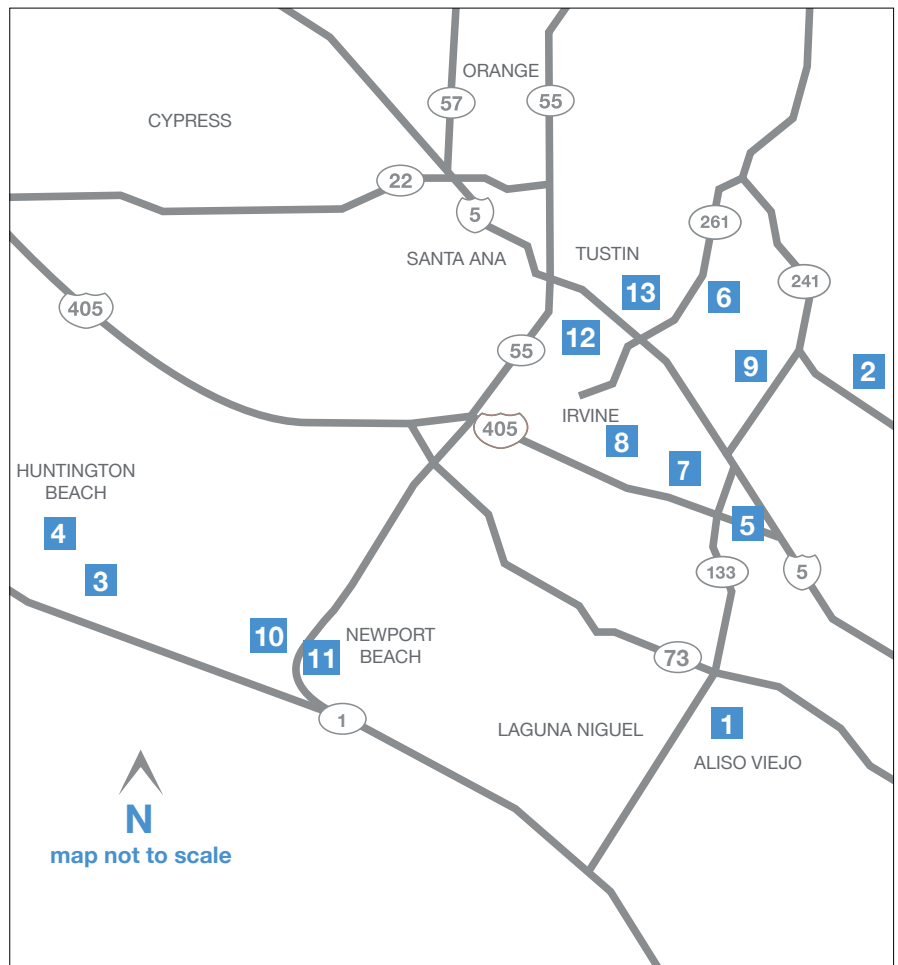 ORANGE
57
55
CYPRESS
22
5
261
SANTA ANA
TUSTIN
241
13
6
405
12
55
9
2
IRVINE
405
8
7
HUNTINGTON
BEACH
4
5
3
133
5
10
11
NEWPORT
BEACH
73
1
1
LAGUNA NIGUEL
ALISO VIEJO
N
map not to scale